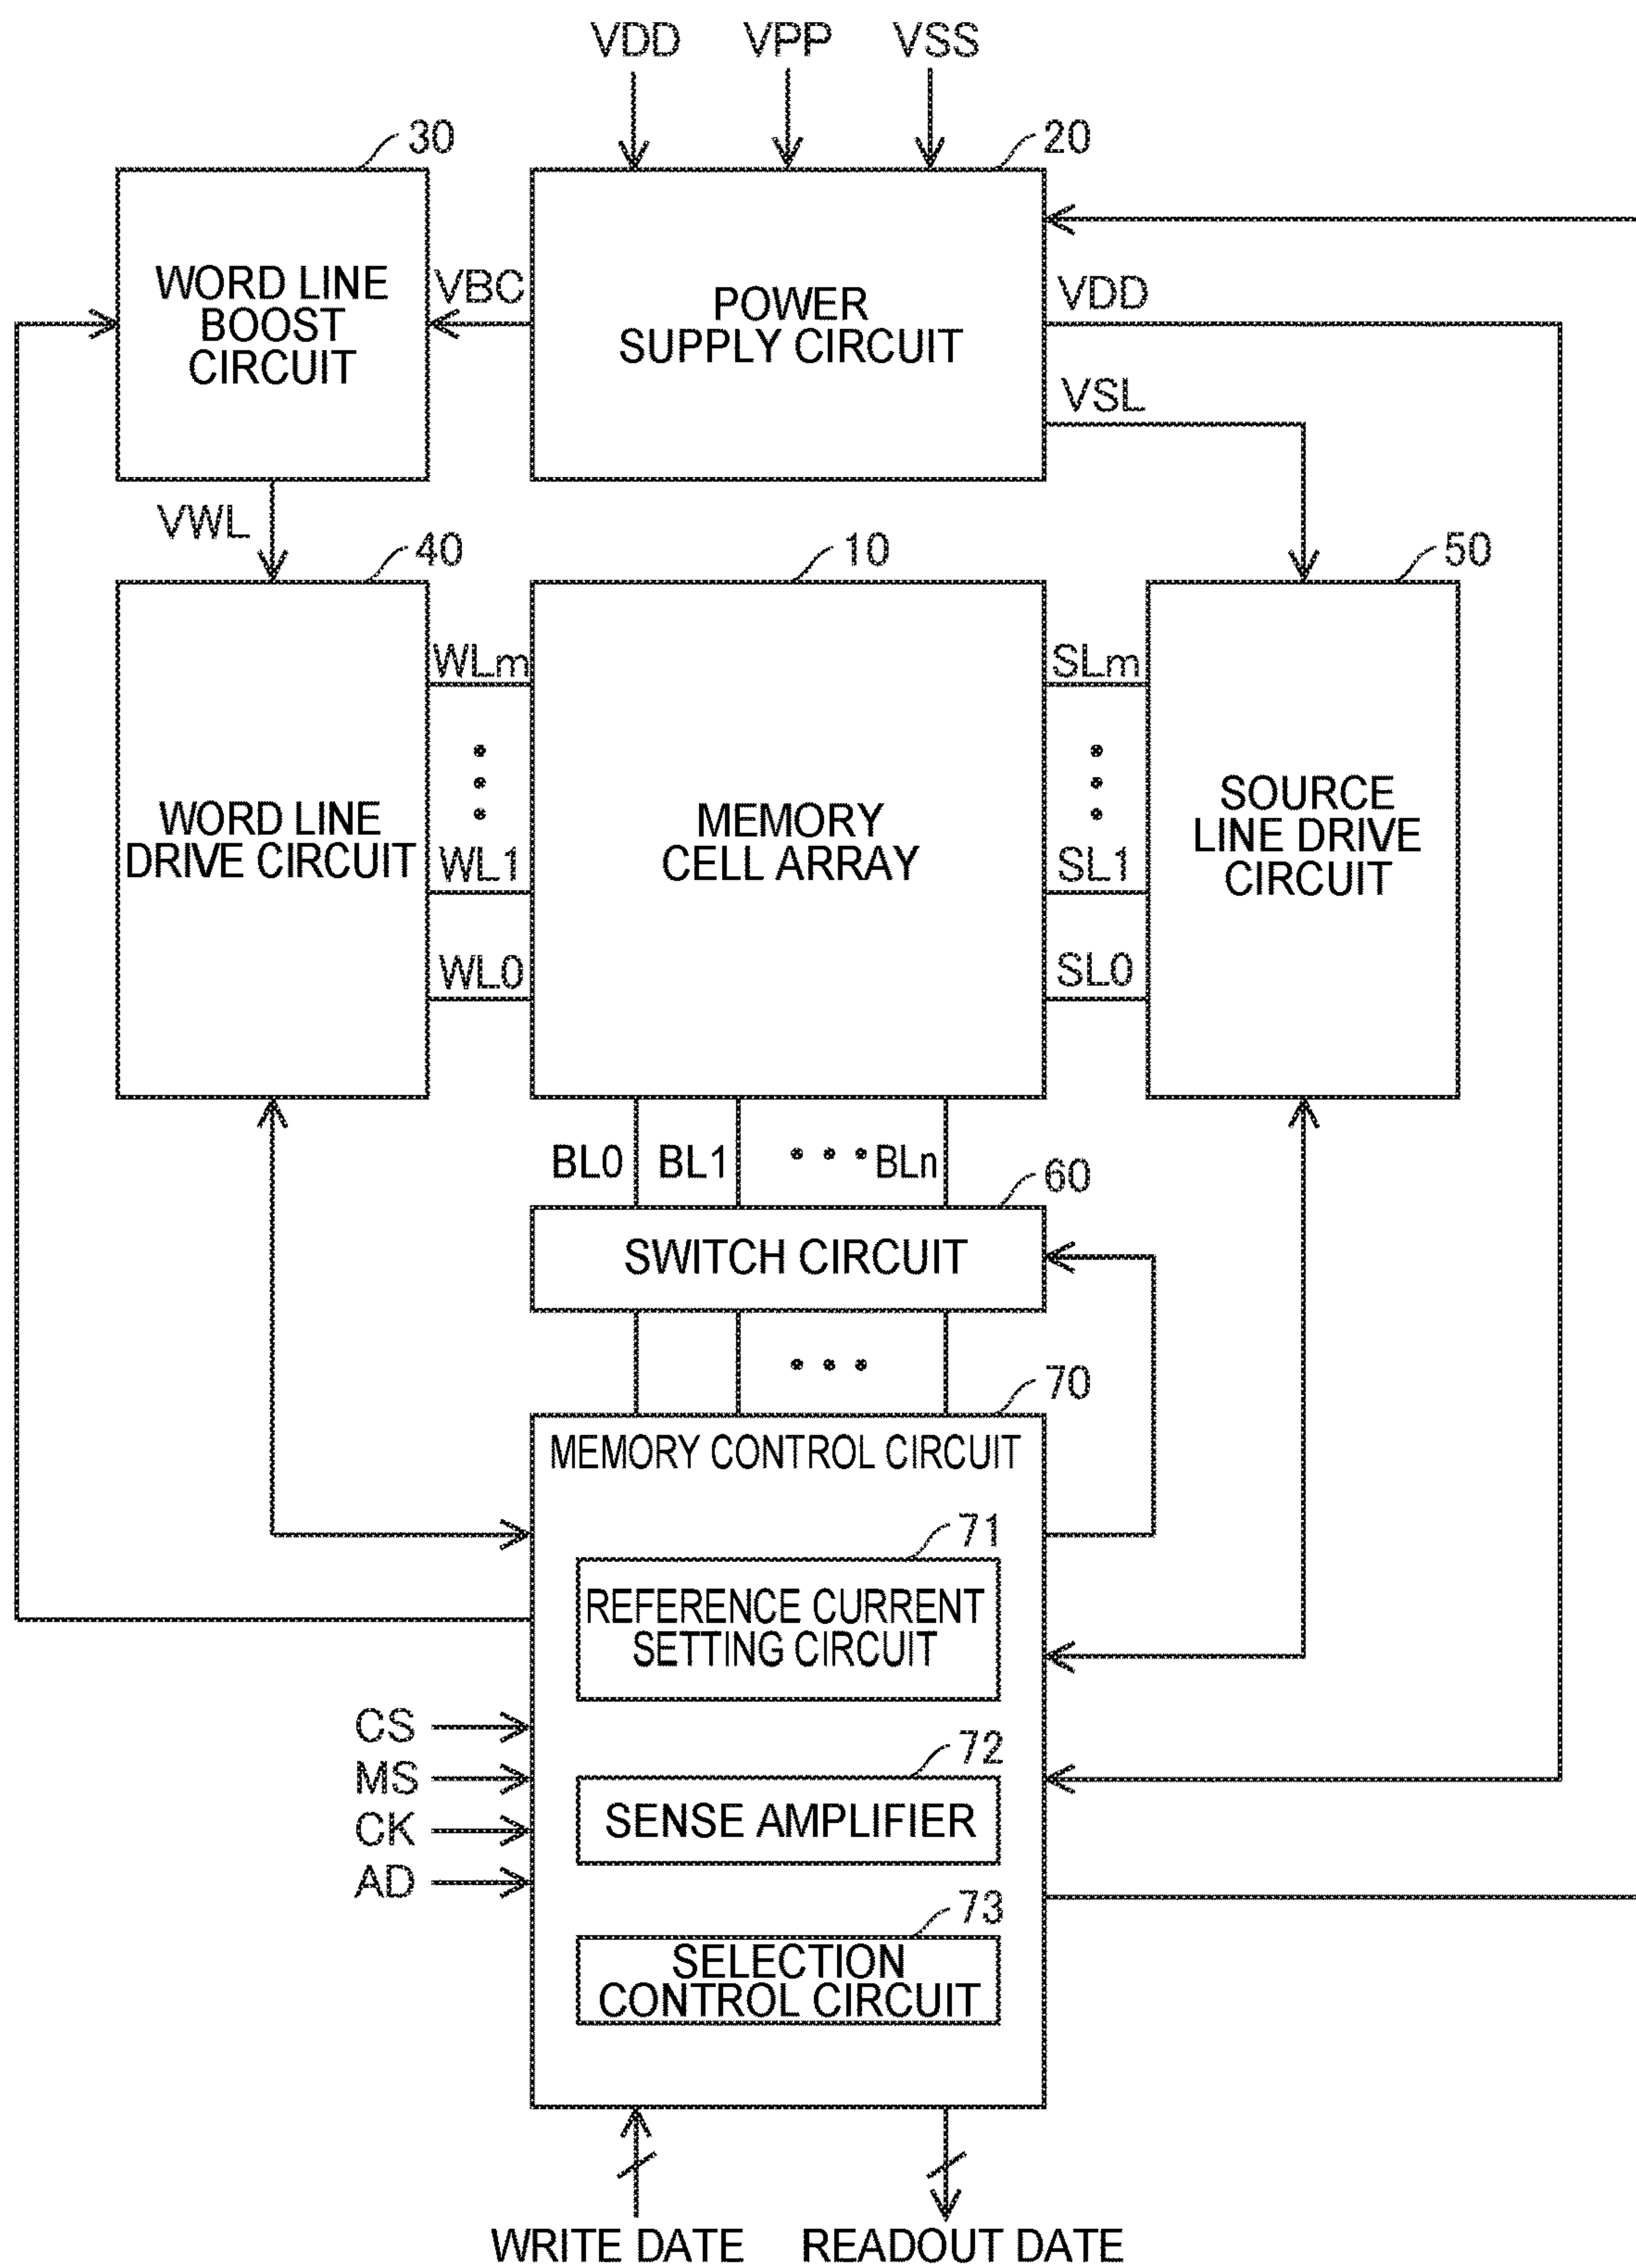 VDD VPP VSS
30
20
WORD LINE
BOOST
CIRCUIT
VBC
POWER
SUPPLY CIRCUIT
VDD
VSL
VWL
40
10
50
WLm
SLm
WORD LINE
DRIVE CIRCUIT
MEMORY
CELL ARRAY
SOURCE
LINE DRIVE
CIRCUIT
WL1
SL1
WL0
SL0
BL0 BL1 BLn
60
SWITCH CIRCUIT
70
MEMORY CONTROL CIRCUIT
71
REFERENCE CURRENT
SETTING CIRCUIT
CS
MS
CK
AD
72
SENSE AMPLIFIER
73
SELECTION
CONTROL CIRCUIT
WRITE DATE READOUT DATE